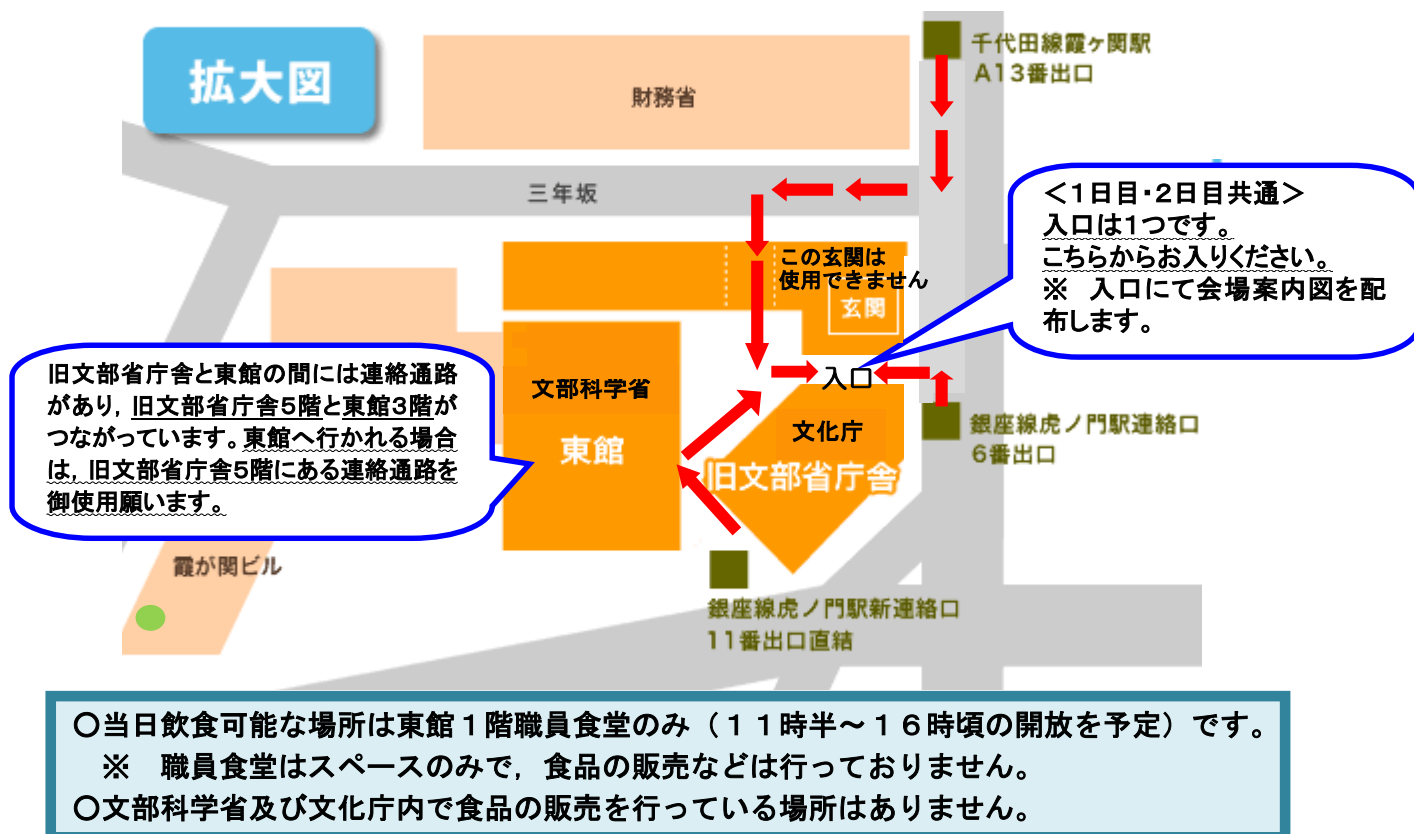 拡大図
財務省
千代田線霞ヶ関駅
A13番出口
三年坂
<1日目・2日目共通>
入口は1つです。
こちらからお入りください。
※　入口にて会場案内図を配
布します。
この玄関は
使用できません
玄関
旧文部省庁舎と東館の間には連絡通路
があり，旧文部省庁舎5階と東館3階が
つながっています。東館へ行かれる場合
は，旧文部省庁舎5階にある連絡通路を
御使用願います。
文部科学省
東館
入口
文化庁
旧文部省庁舎
銀座線虎ノ門駅連絡口
6番出口
霞が関ビル
銀座線虎ノ門駅新連絡口
11番出口直結
○当日飲食可能な場所は東館１階職員食堂のみ（１１時半～１６時頃の開放を予定）です。
※　職員食堂はスペースのみで，食品の販売などは行っておりません。
○文部科学省及び文化庁内で食品の販売を行っている場所はありません。